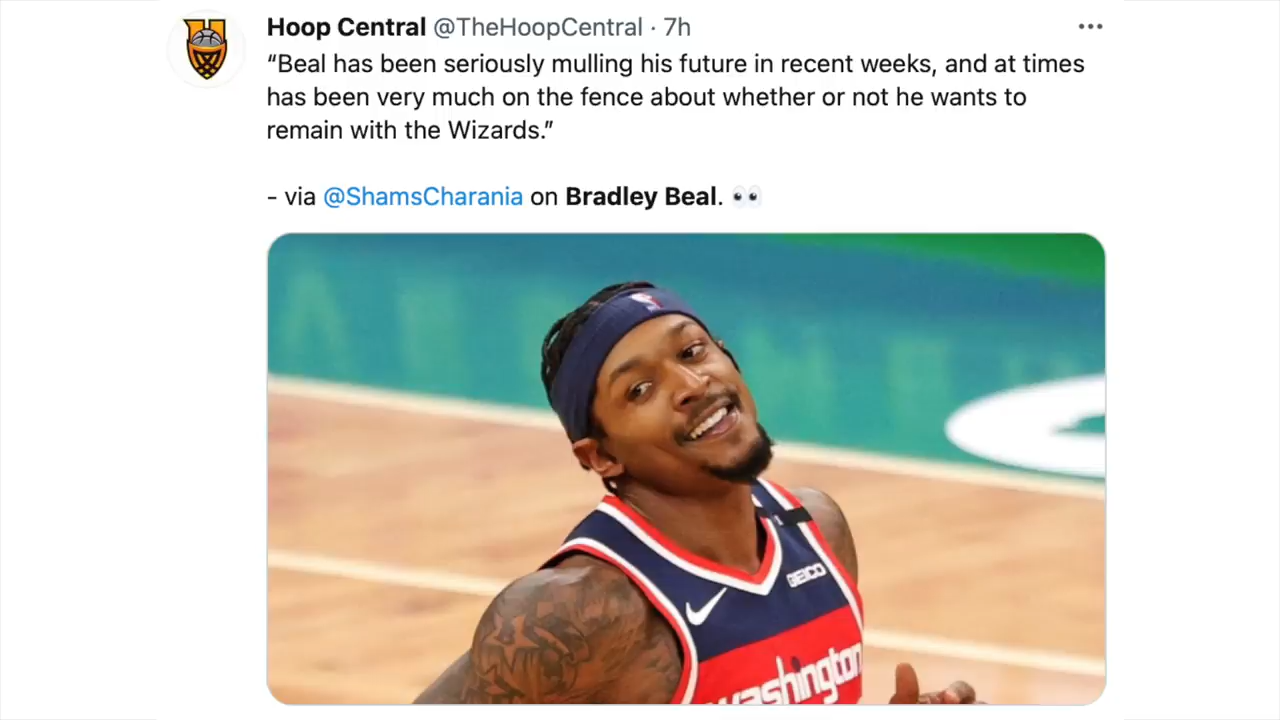 Hoop Central @TheHoopCentral · 7h
“Beal has been seriously mulling his future in recent weeks, and at times
has been very much on the fence about whether or not he wants to
remain with the Wizards.”
- via @ShamsCharania on Bradley Beal. 👀
GEICO
washington